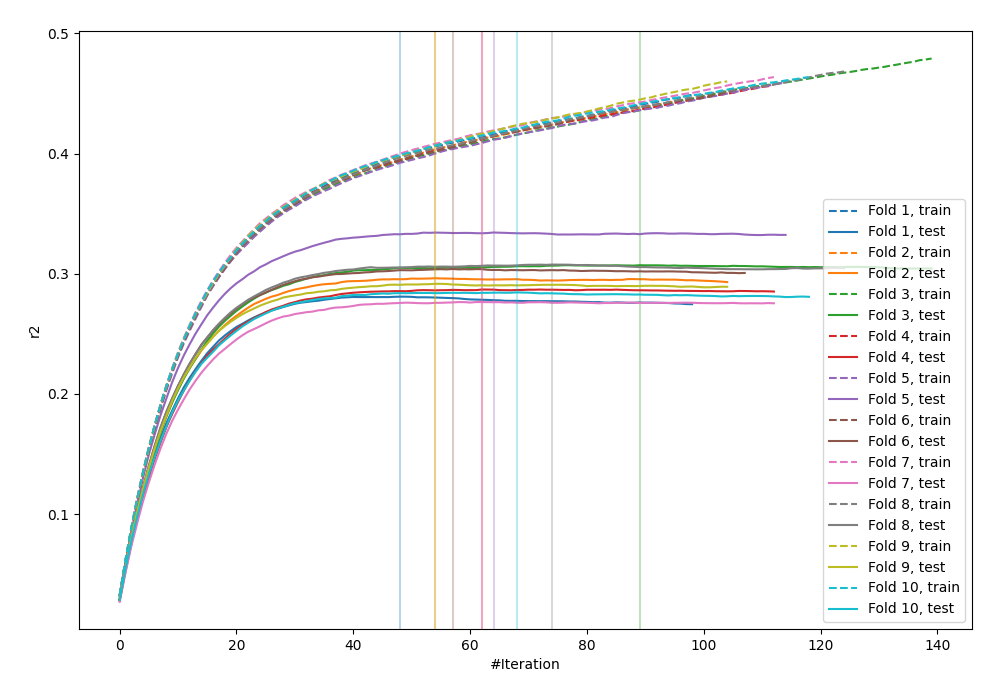 0.5
0.4
0.3
0.2
0.1
r2
0
20
40
60
80
100
120
140
#Iteration
Fold 1, train
Fold 1, test
Fold 2, train
Fold 2, test
Fold 3, train
Fold 3, test
Fold 4, train
Fold 4, test
Fold 5, train
Fold 5, test
Fold 6, train
Fold 6, test
Fold 7, train
Fold 7, test
Fold 8, train
Fold 8, test
Fold 9, train
Fold 9, test
Fold 10, train
Fold 10, test